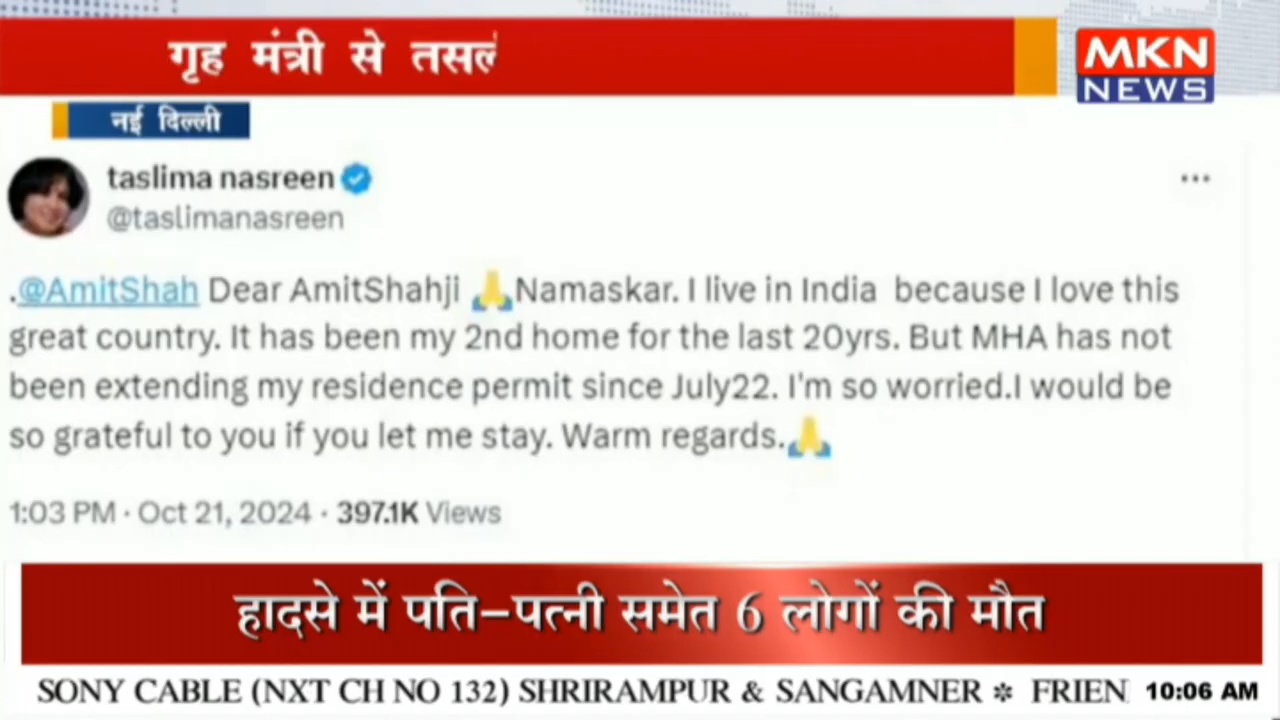 गृह मंत्री से
MKN
NEWS
नई दिल्ली
taslima nasreen
@taslimanasreen
.@AmitShah Dear AmitShahji 🙏Namaskar. I live in India because I love this
great country. It has been my 2nd home for the last 20yrs. But MHA has not
been extending my residence permit since July22. I'm so worried.I would be
so grateful to you if you let me stay. Warm regards.🙏
1:03 PM · Oct 21, 2024 · 397.1K Views
हादसे में पति-पत्नी समेत 6 लोगों की मौत
SONY CABLE (NXT CH NO 132) SHRIRAMPUR & SANGAMNER ✽ FRIEN 10:06 AM